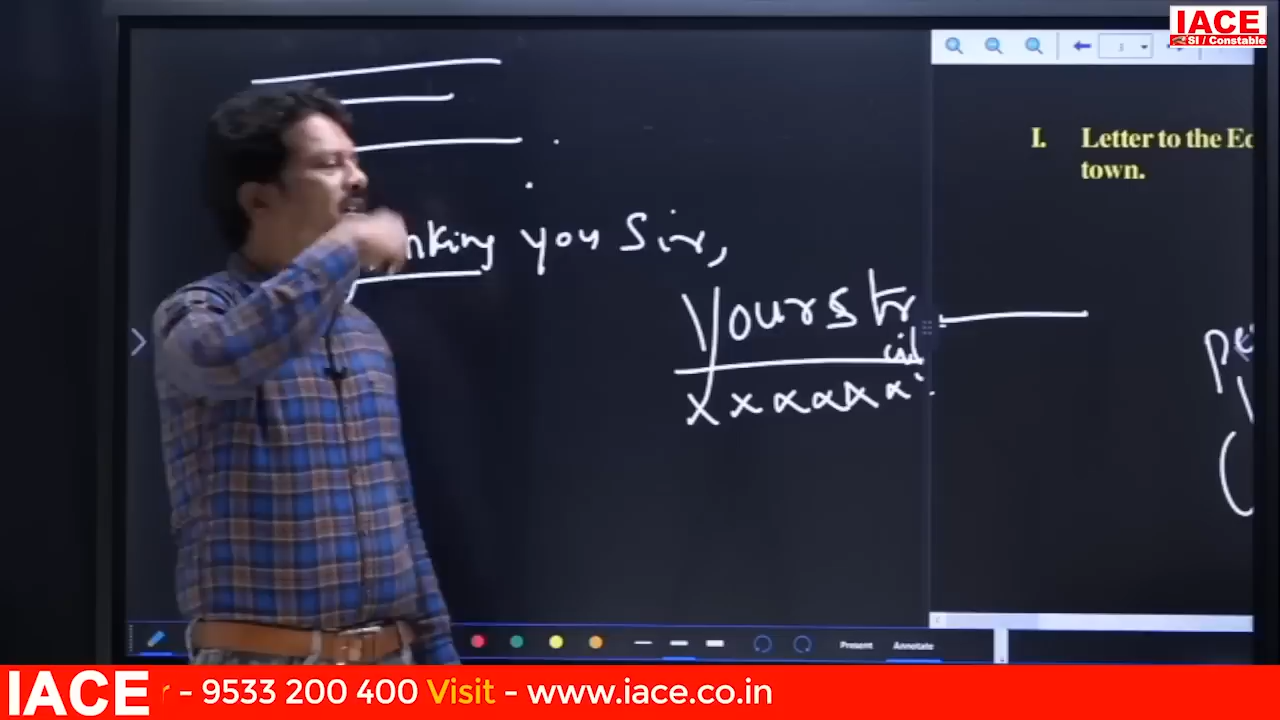 IACE
SI / Constable
I. Letter to the Ed
town.
nking you Sir,
Yours tr
x x x x x x
Present Annotate
IACE r - 9533 200 400 Visit - www.iace.co.in